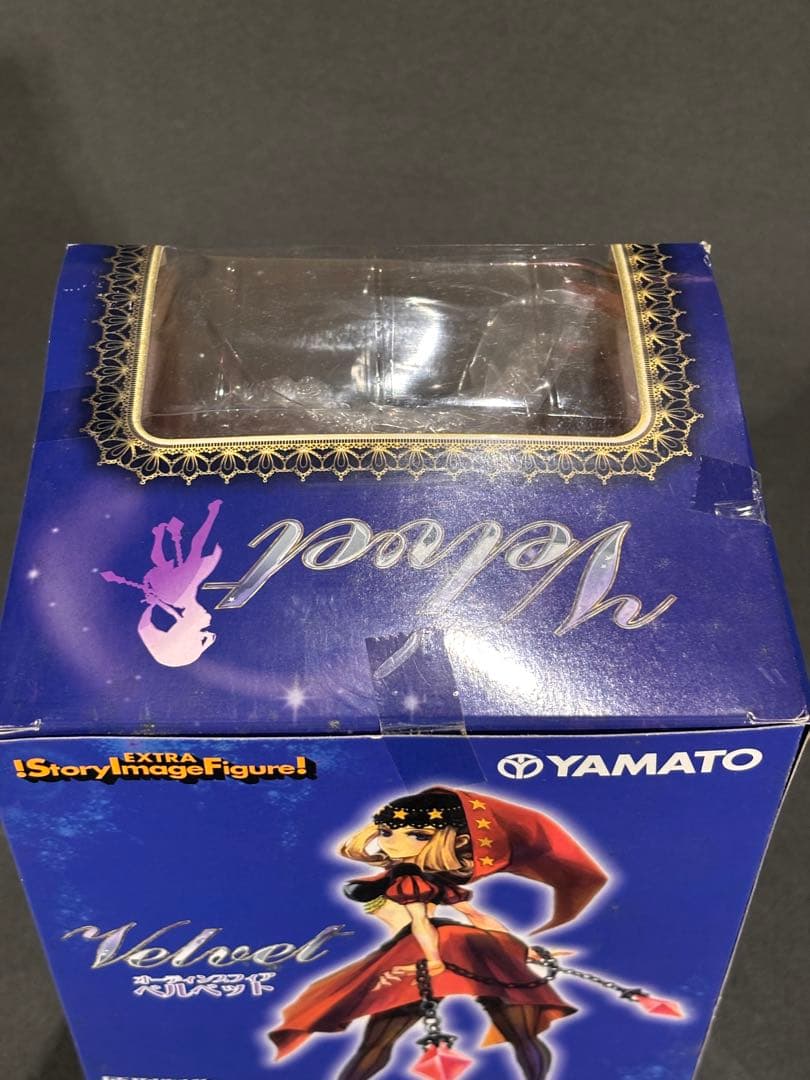 Velvet
EXTRA
!StoryImageFigure!
YAMATO
Velvet
オーディンスフィア
ベルベット